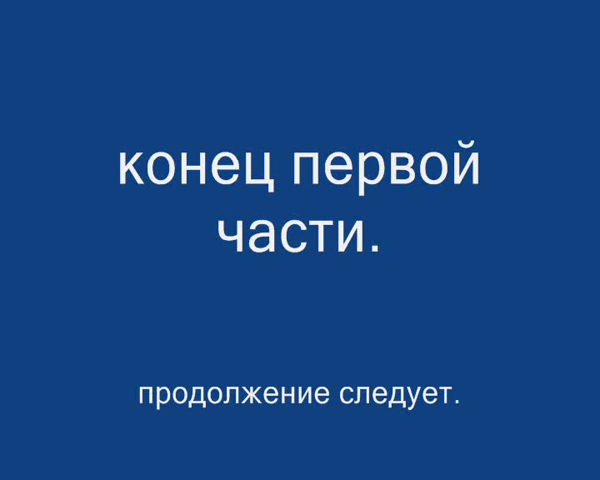 конец первой
части.
продолжение следует.